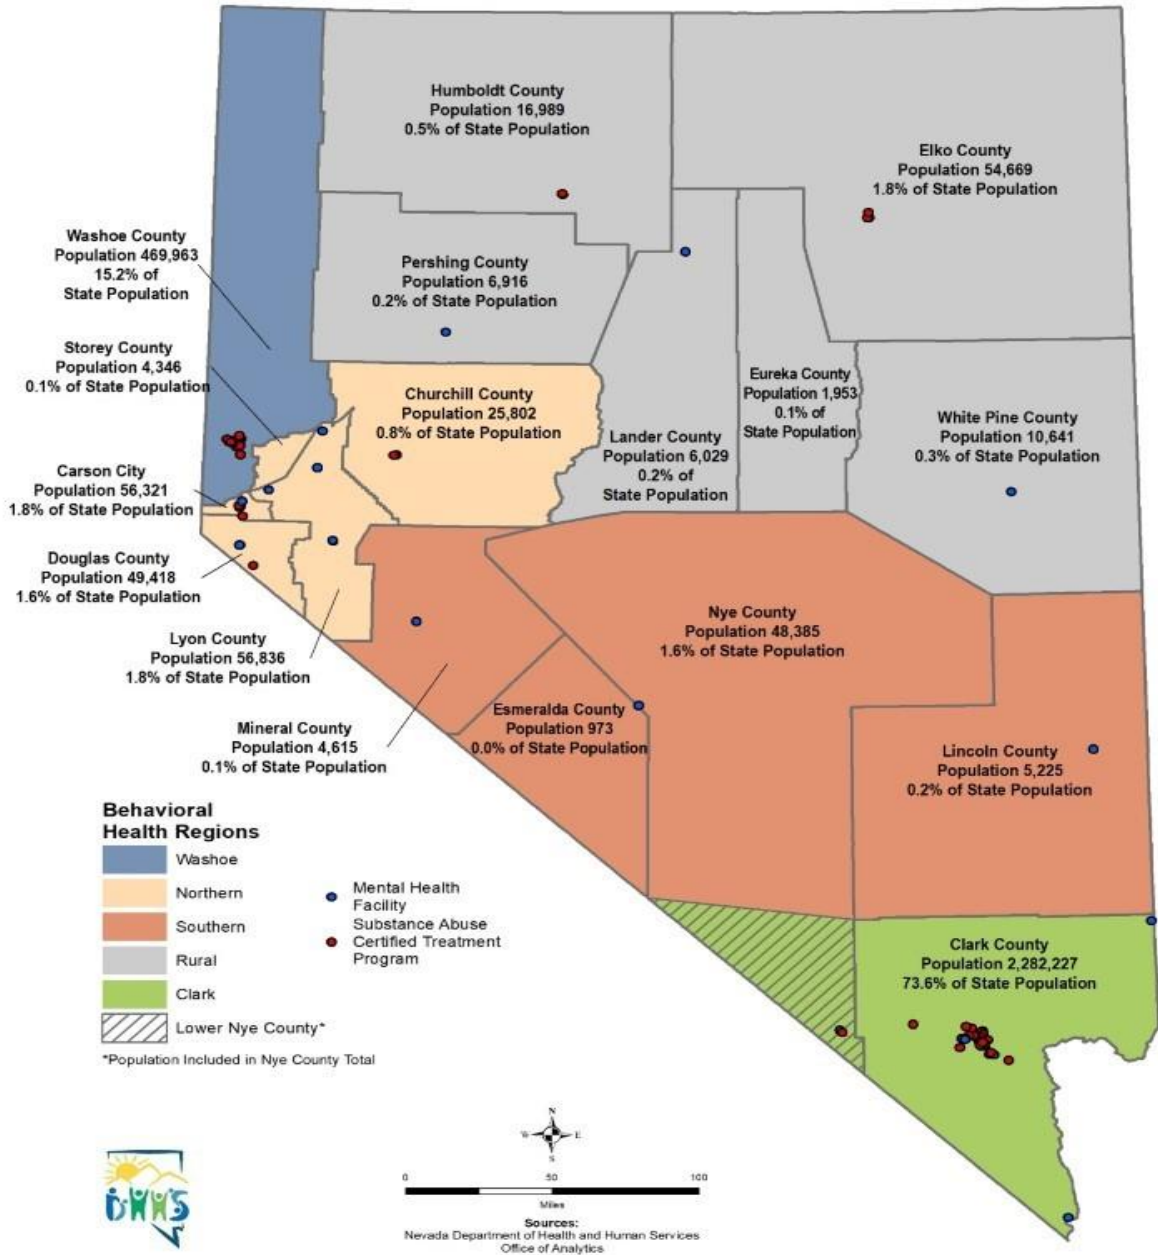 Humboldt County
Population 16,989
0.5% of State Population
Elko County
Population 54,669
1.8% of State Population
Washoe County
Population 469,963
15.2% of
State Population
Pershing County
Population 6,916
0.2% of State Population
Storey County
Population 4,346
0.1% of State Population
Churchill County
Population 25,802
0.8% of State Population
Eureka County
Population 1,953
0.1% of
State Population
Lander County
Population 6,029
0.2% of
State Population
White Pine County
Population 10,641
0.3% of State Population
Carson City
Population 56,321
1.8% of State Population
Douglas County
Population 49,418
1.6% of State Population
Lyon County
Population 56,836
1.8% of State Population
Nye County
Population 48,385
1.6% of State Population
Mineral County
Population 4,615
0.1% of State Population
Esmeralda County
Population 973
0.0% of State Population
Lincoln County
Population 5,225
0.2% of State Population
Clark County
Population 2,282,227
73.6% of State Population
Behavioral
Health Regions
Washoe
Northern
Southern
Rural
Clark
Lower Nye County*
Mental Health
Facility
Substance Abuse
Certified Treatment
Program
*Population Included in Nye County Total
N
W E
S
0 50 100
Miles
Sources:
Nevada Department of Health and Human Services
Office of Analytics
DHHS